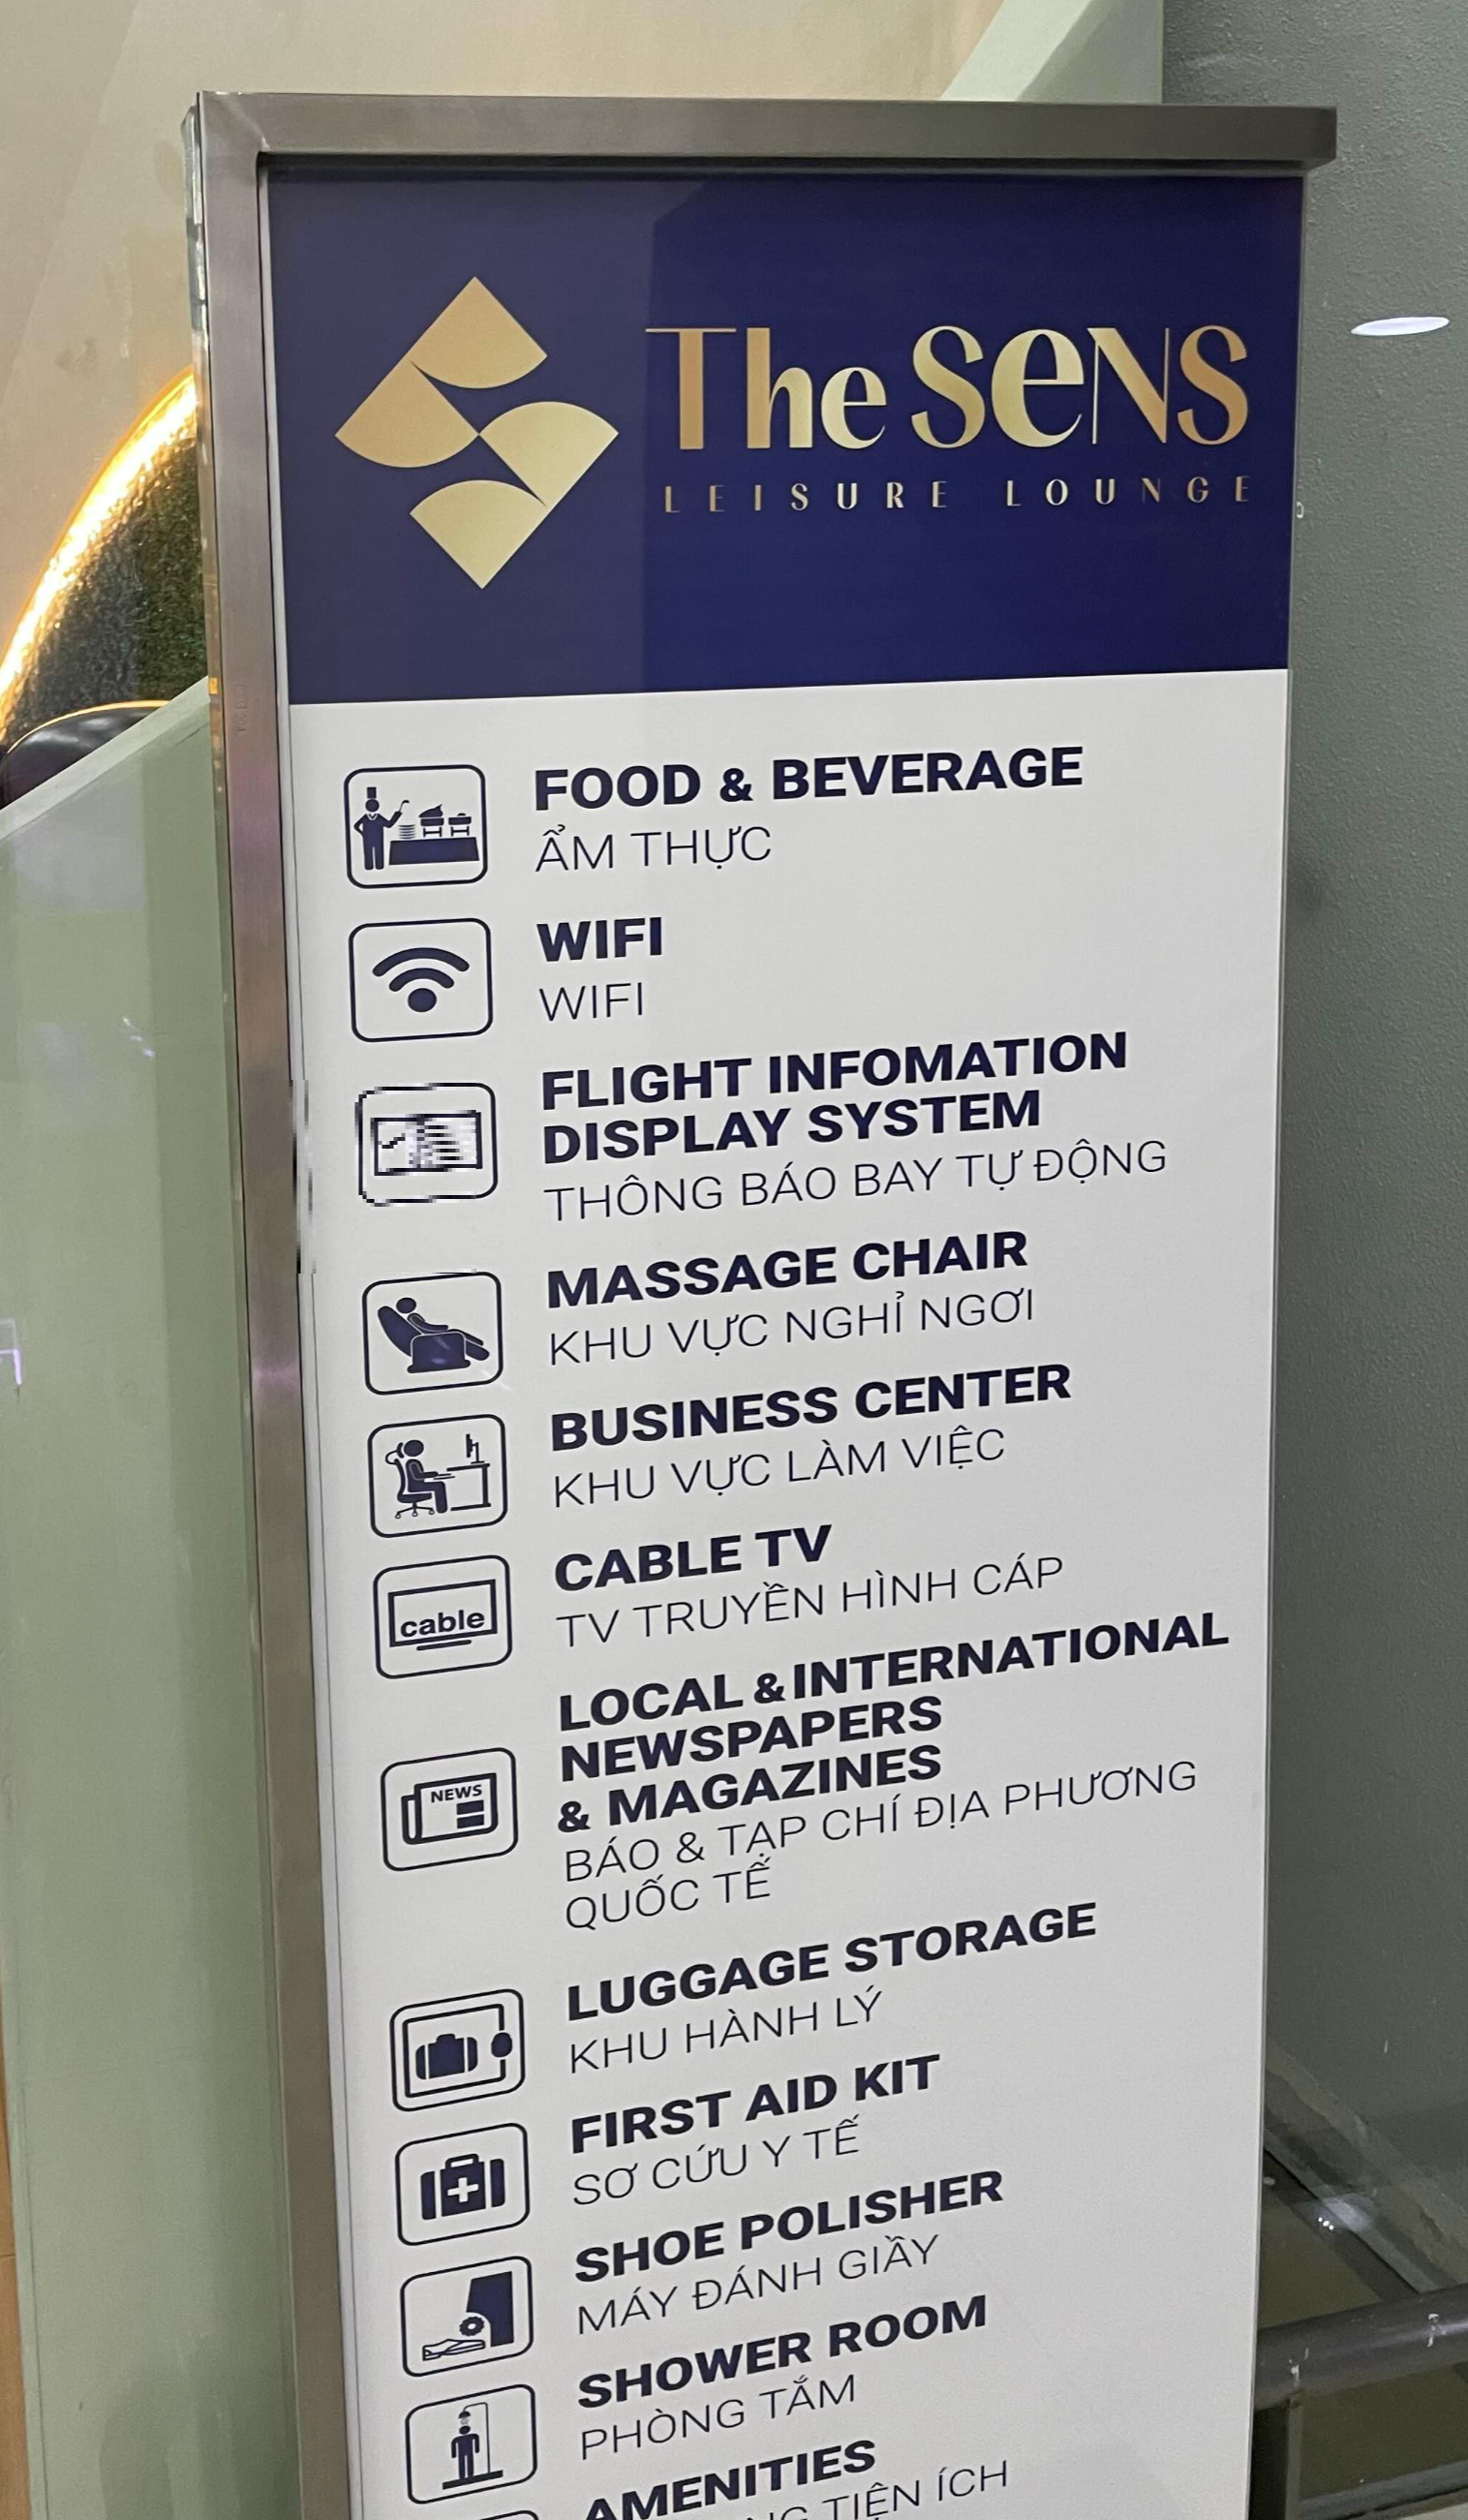 The SENS
LEISURE LOUNGE
FOOD & BEVERAGE
ẨM THỰC
WIFI
WIFI
FLIGHT INFOMATION
DISPLAY SYSTEM
THÔNG BÁO BAY TỰ ĐỘNG
MASSAGE CHAIR
KHU VỰC NGHỈ NGƠI
BUSINESS CENTER
KHU VỰC LÀM VIỆC
CABLE TV
cable
TV TRUYỀN HÌNH CÁP
LOCAL & INTERNATIONAL
NEWSPAPERS
& MAGAZINES
NEWS
BÁO & TẠP CHÍ ĐỊA PHƯƠNG
QUỐC TẾ
LUGGAGE STORAGE
KHU HÀNH LÝ
FIRST AID KIT
SƠ CỨU Y TẾ
SHOE POLISHER
MÁY ĐÁNH GIẦY
SHOWER ROOM
PHÒNG TẮM
AMENITIES
TIỆN ÍCH